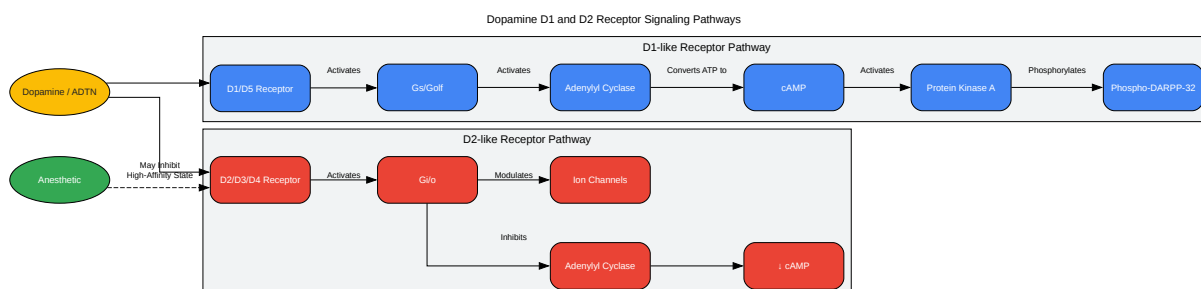 Dopamine D1 and D2 Receptor Signaling Pathways
D1-like Receptor Pathway
Dopamine / ADTN
D1/D5 Receptor
Activates
Gs/Golf
Activates
Adenylyl Cyclase
Converts ATP to
cAMP
Activates
Protein Kinase A
Phosphorylates
Phospho-DARPP-32
D2-like Receptor Pathway
Anesthetic
May Inhibit
High-Affinity State
D2/D3/D4 Receptor
Activates
Gi/o
Modulates
Ion Channels
Inhibits
Adenylyl Cyclase
↓ cAMP